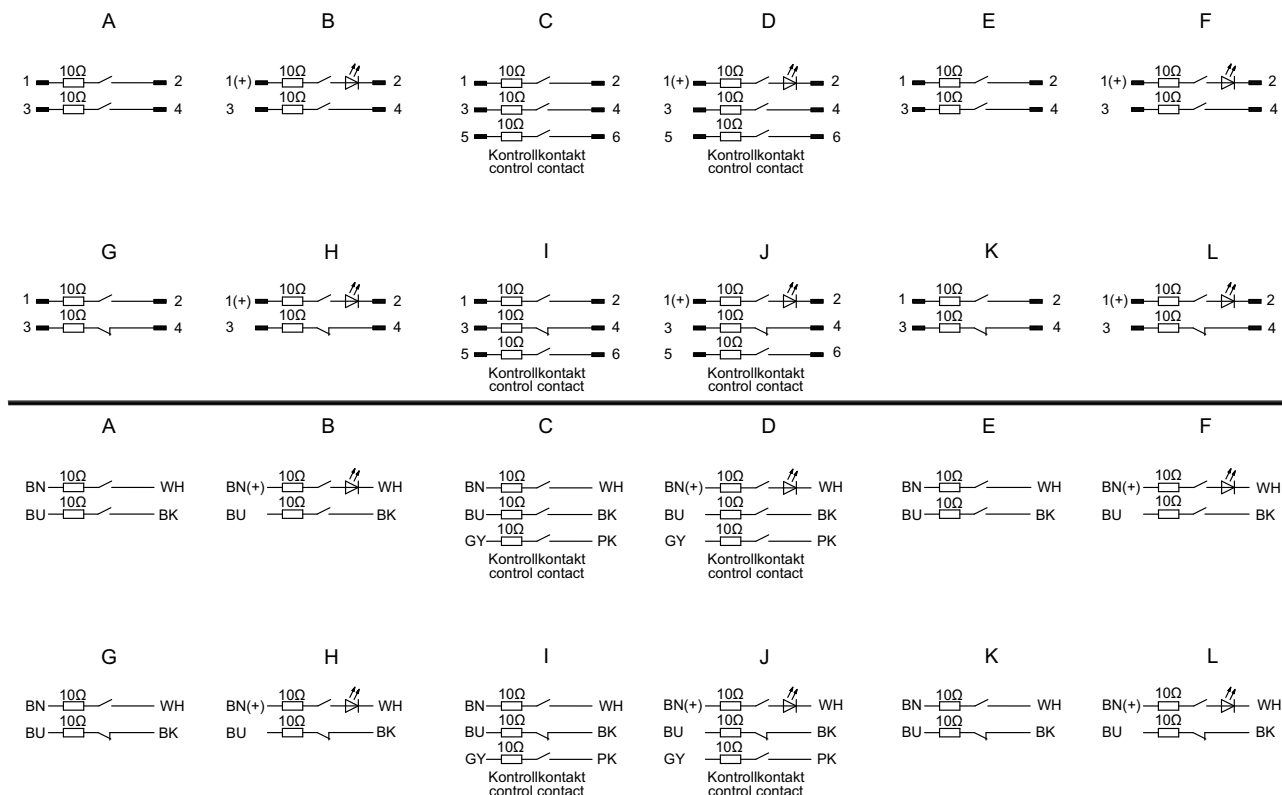 A B C D E F
10Ω 10Ω 10Ω 10Ω 10Ω 10Ω
1 2 1(+) 2 1 2 1(+) 2 1 2 1(+) 2
10Ω 10Ω 10Ω 10Ω 10Ω 10Ω
3 4 3 4 3 4 3 4 3 4 3 4
10Ω 10Ω
5 6 5 6
Kontrollkontakt Kontrollkontakt
control contact control contact
G H I J K L
10Ω 10Ω 10Ω 10Ω 10Ω 10Ω
1 2 1(+) 2 1 2 1(+) 2 1 2 1(+) 2
10Ω 10Ω 10Ω 10Ω 10Ω 10Ω
3 4 3 4 3 4 3 4 3 4 3 4
10Ω 10Ω
5 6 5 6
Kontrollkontakt Kontrollkontakt
control contact control contact
A B C D E F
10Ω 10Ω 10Ω 10Ω 10Ω 10Ω
BN WH BN(+) WH BN WH BN(+) WH BN WH BN(+) WH
10Ω 10Ω 10Ω 10Ω 10Ω 10Ω
BU BK BU BK BU BK BU BK BU BK BU BK
10Ω 10Ω
GY PK GY PK
Kontrollkontakt Kontrollkontakt
control contact control contact
G H I J K L
10Ω 10Ω 10Ω 10Ω 10Ω 10Ω
BN WH BN(+) WH BN WH BN(+) WH BN WH BN(+) WH
10Ω 10Ω 10Ω 10Ω 10Ω 10Ω
BU BK BU BK BU BK BU BK BU BK BU BK
10Ω 10Ω
GY PK GY PK
Kontrollkontakt Kontrollkontakt
control contact control contact